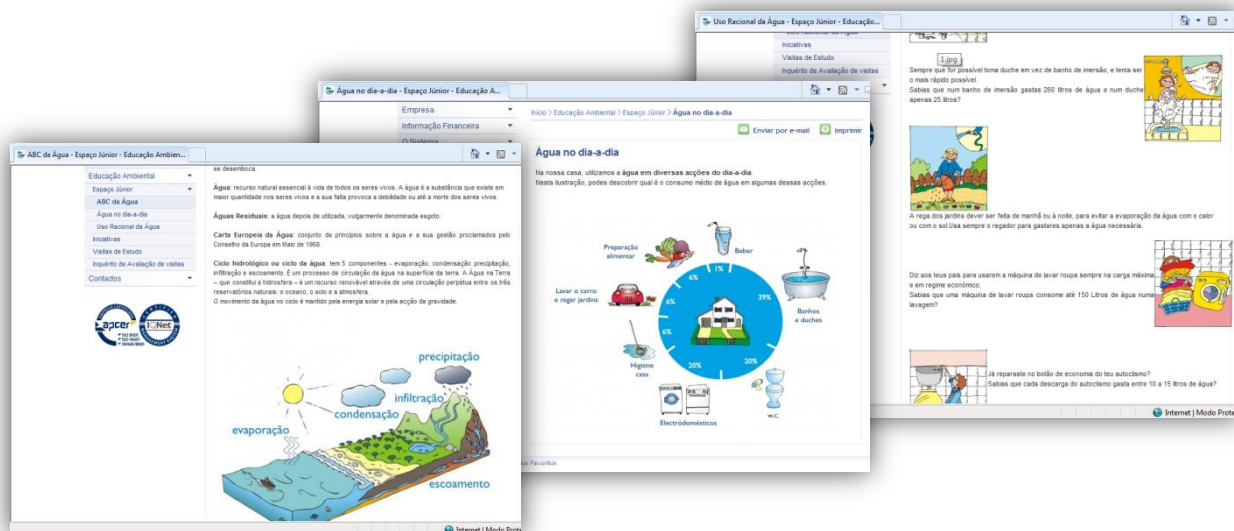 ABC da Água - Espaço Júnior - Educação Ambien...
Educação Ambiental
Espaço Júnior
ABC da Água
Água no dia-a-dia
Uso Racional da Água
Iniciativas
Visitas de Estudo
Inquérito de Avaliação de visitas
Contactos
apcer
IQNet
se desemboca.
Água: recurso natural essencial à vida de todos os seres vivos. A água é a substância que existe em
maior quantidade nos seres vivos e a sua falta provoca a debilidade ou até a morte dos seres vivos.
Águas Residuais: a água depois de utilizada, vulgarmente denominada esgoto.
Carta Europeia da Água: conjunto de princípios sobre a água e a sua gestão proclamados pelo
Conselho da Europa em Maio de 1968.
Ciclo hidrológico ou ciclo da água: tem 5 componentes - evaporação, condensação precipitação,
infiltração e escoamento. É um processo de circulação da água na superfície da terra. A Água na Terra
– que constitui a hidrosfera – é um recurso renovável através de uma circulação perpétua entre os três
reservatórios naturais: o oceano, o solo e a atmosfera.
O movimento da água no ciclo é mantido pela energia solar e pela acção da gravidade.
precipitação
infiltração
condensação
evaporação
escoamento
Internet | Modo Prote
Água no dia-a-dia - Espaço Júnior - Educação A...
Empresa
Informação Financeira
O Sistema
Início > Educação Ambiental > Espaço Júnior > Água no dia-a-dia
Enviar por e-mail Imprimir
Água no dia-a-dia
Na nossa casa, utilizamos a água em diversas acções do dia-a-dia.
Nesta ilustração, podes descobrir qual é o consumo médio de água em algumas dessas acções.
Preparação
alimentar
Beber
6% 1%
Lavar o carro
e regar jardins
6%
39%
Banhos
e duches
6%
Higiene
casa
20% 20%
Electródomésticos
w.c.
os Favoritos
Uso Racional da Água - Espaço Júnior - Educação...
Uso Racional da Água
Iniciativas
Visitas de Estudo
Inquérito de Avaliação de visitas
1.jpg
Sempre que for possível toma duche em vez de banho de imersão, e tenta ser
o mais rápido possível.
Sabias que num banho de imersão gastas 260 litros de água e num duche
apenas 25 litros?
A rega dos jardins dever ser feita de manhã ou à noite, para evitar a evaporação da água com o calor
ou com o sol.Usa sempre o regador para gastares apenas a água necessária.
Diz aos teus pais para usarem a máquina de lavar roupa sempre na carga máxima
e em regime económico.
Sabias que uma máquina de lavar roupa consome até 150 Litros de água numa
lavagem?
Já reparaste no botão de economia do teu autoclismo?
Sabias que cada descarga do autoclismo gasta entre 10 a 15 litros de água?
Internet | Modo Prote